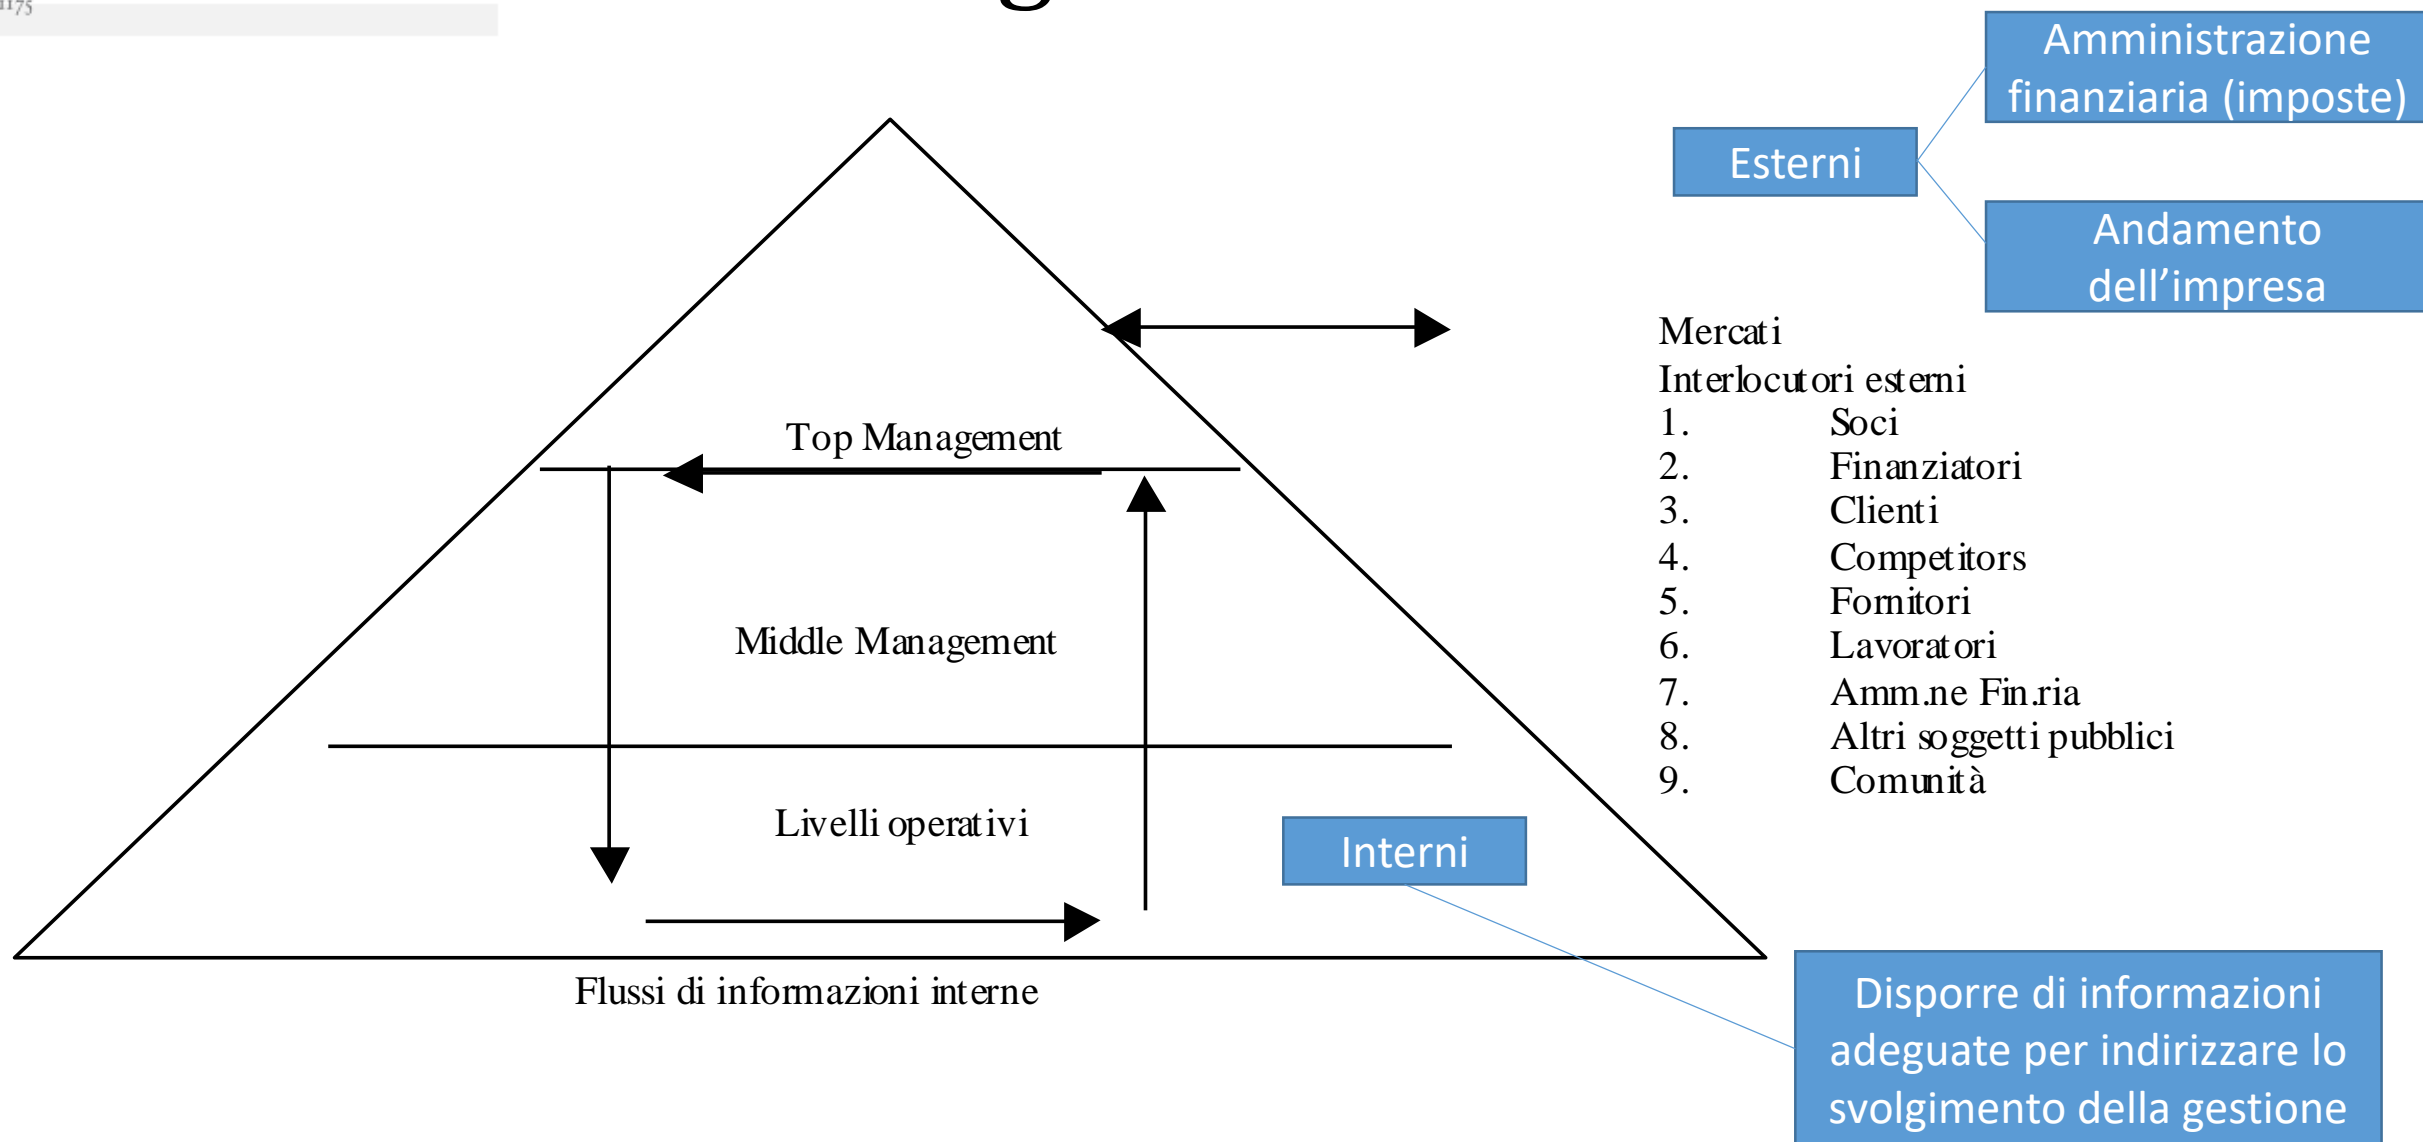 1175
g
Amministrazione
finanziaria (imposte)
Esterni
Andamento
dell’impresa
Mercati
Interlocutori esterni
1. Soci
2. Finanziatori
3. Clienti
4. Competitors
5. Fornitori
6. Lavoratori
7. Amm.ne Fin.ria
8. Altri soggetti pubblici
9. Comunità
Top Management
Middle Management
Livelli operativi
Interni
Flussi di informazioni interne
Disporre di informazioni
adeguate per indirizzare lo
svolgimento della gestione